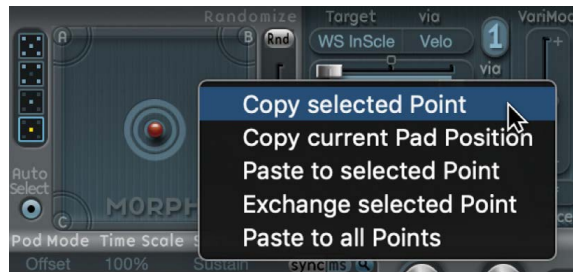 Randomize Target via VariMod
A B Rnd WS InScle Velo 1
via
Copy selected Point
Copy current Pad Position
Paste to selected Point
Exchange selected Point
Paste to all Points
Auto
Select
C MORPH
Pad Mode Time Scale
Offset 100% Sustain sync ms